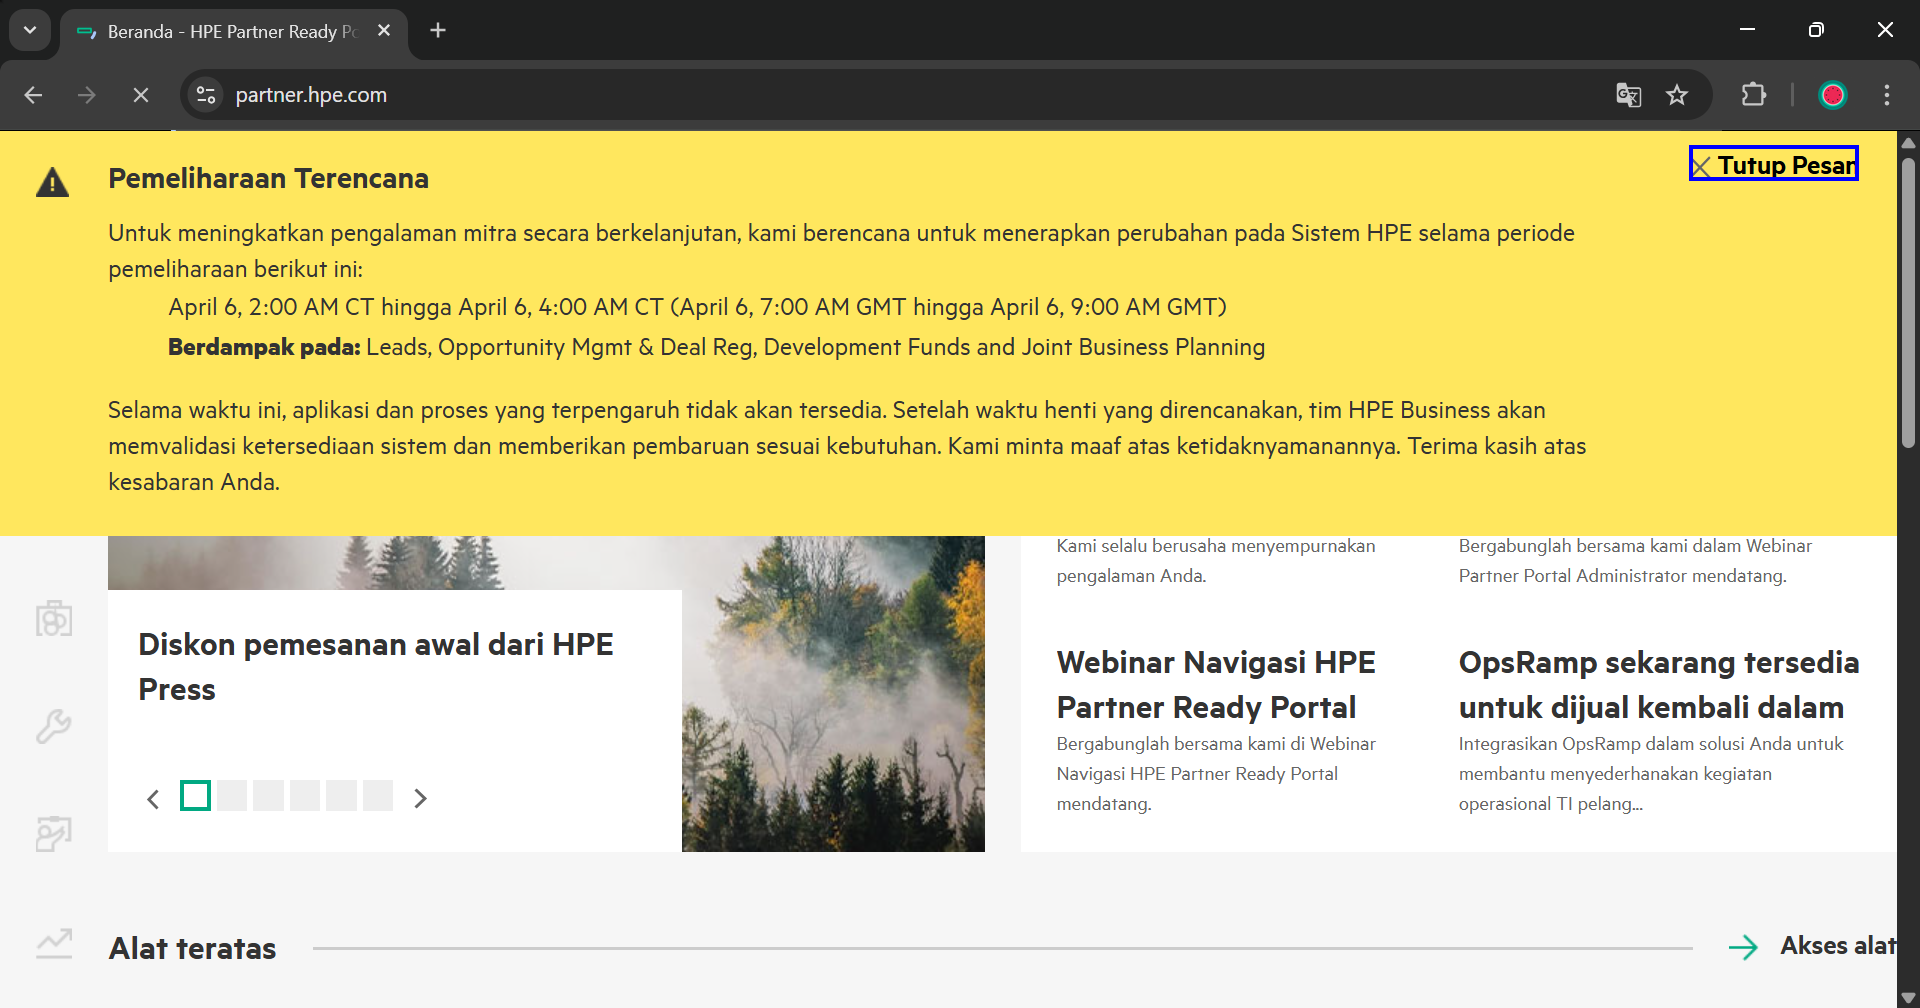 Beranda - HPE Partner Ready Po
partner.hpe.com
Tutup Pesan
Pemeliharaan Terencana
Untuk meningkatkan pengalaman mitra secara berkelanjutan, kami berencana untuk menerapkan perubahan pada Sistem HPE selama periode
pemeliharaan berikut ini:
April 6, 2:00 AM CT hingga April 6, 4:00 AM CT (April 6, 7:00 AM GMT hingga April 6, 9:00 AM GMT)
Berdampak pada: Leads, Opportunity Mgmt & Deal Reg, Development Funds and Joint Business Planning
Selama waktu ini, aplikasi dan proses yang terpengaruh tidak akan tersedia. Setelah waktu henti yang direncanakan, tim HPE Business akan
memvalidasi ketersediaan sistem dan memberikan pembaruan sesuai kebutuhan. Kami minta maaf atas ketidaknyamanannya. Terima kasih atas
kesabaran Anda.
Diskon pemesanan awal dari HPE
Press
Kami selalu berusaha menyempurnakan
pengalaman Anda.
Bergabunglah bersama kami dalam Webinar
Partner Portal Administrator mendatang.
Webinar Navigasi HPE
Partner Ready Portal
Bergabunglah bersama kami di Webinar
Navigasi HPE Partner Ready Portal
mendatang.
OpsRamp sekarang tersedia
untuk dijual kembali dalam
Integrasikan OpsRamp dalam solusi Anda untuk
membantu menyederhanakan kegiatan
operasional TI pelang...
Alat teratas
Akses alat